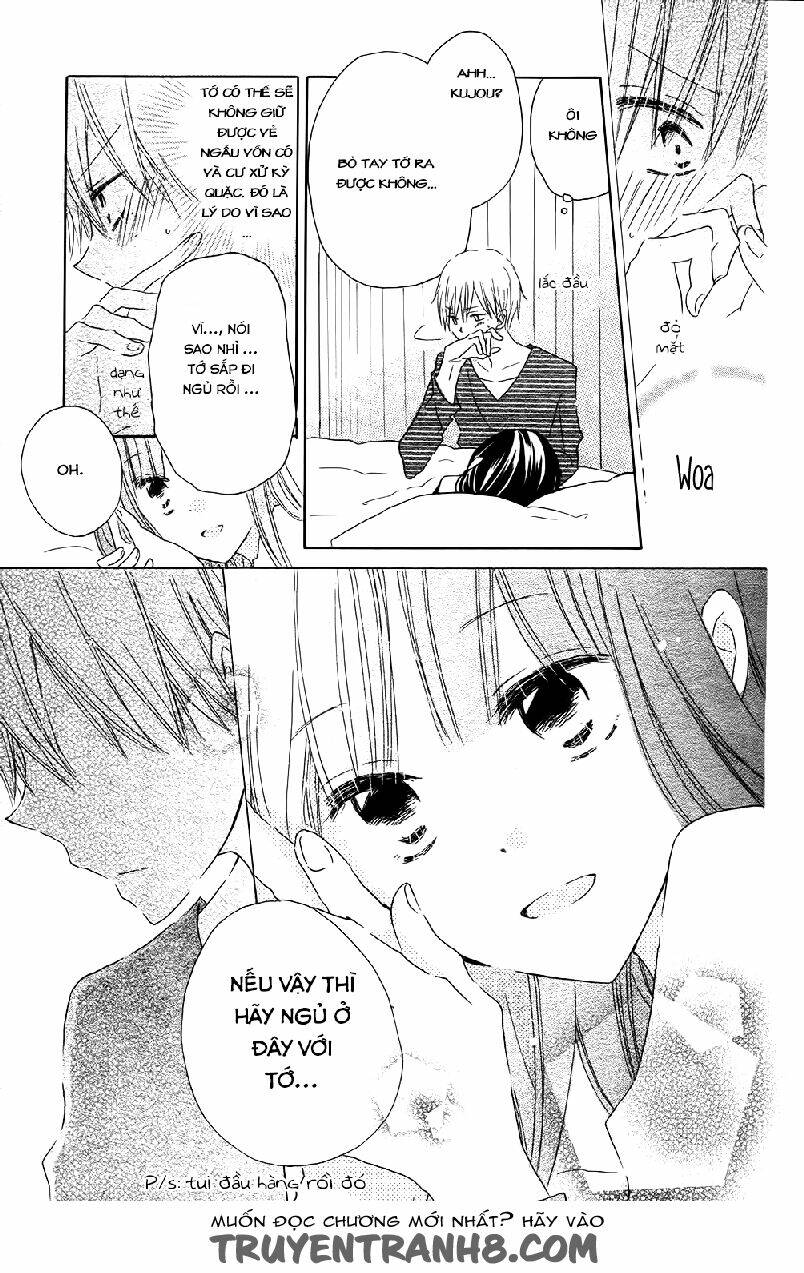 đỏ
mặt
Woa
ÔI
KHÔNG
AHH...
KUJOU?
BỎ TAY TỚ RA
ĐƯỢC KHÔNG...
lắc đầu
TỚ CÓ THỂ SẼ
KHÔNG GIỮ
ĐƯỢC VẺ
NGẦU VỐN CÓ
VÀ CƯ XỬ KỲ
QUẶC. ĐÓ LÀ
LÝ DO VÌ SAO
...
VÌ..., NÓI
SAO NHỈ ...
TỚ SẮP ĐI
NGỦ RỒI ...
dạng
như
thế
OH.
NẾU VẬY THÌ
HÃY NGỦ Ở
ĐÂY VỚI
TỚ...
P/s: tui đầu hàng rồi đó
MUỐN ĐỌC CHƯƠNG MỚI NHẤT? HÃY VÀO
TRUYENTRANH8.COM